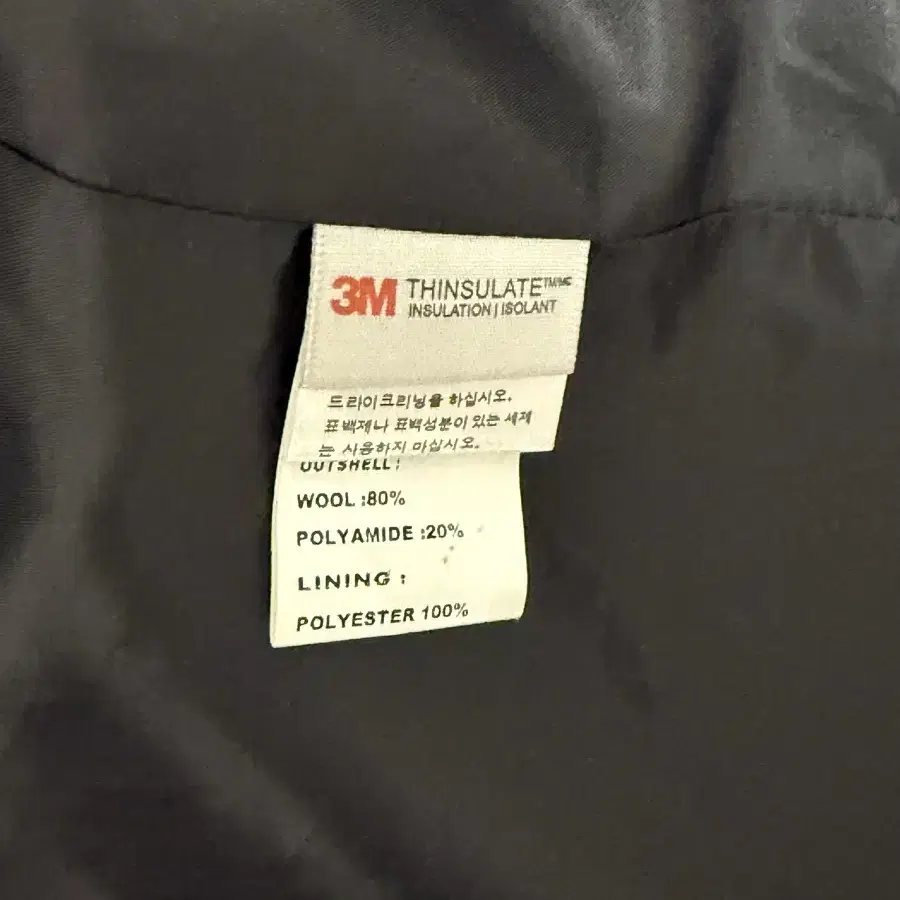 3M THINSULATE™/MC
INSULATION | ISOLANT
드라이크리닝을 하십시오.
표백제나 표백성분이 있는 세제
는 사용하지 마십시오.
OUTSHELL :
WOOL :80%
POLYAMIDE :20%
LINING :
POLYESTER 100%